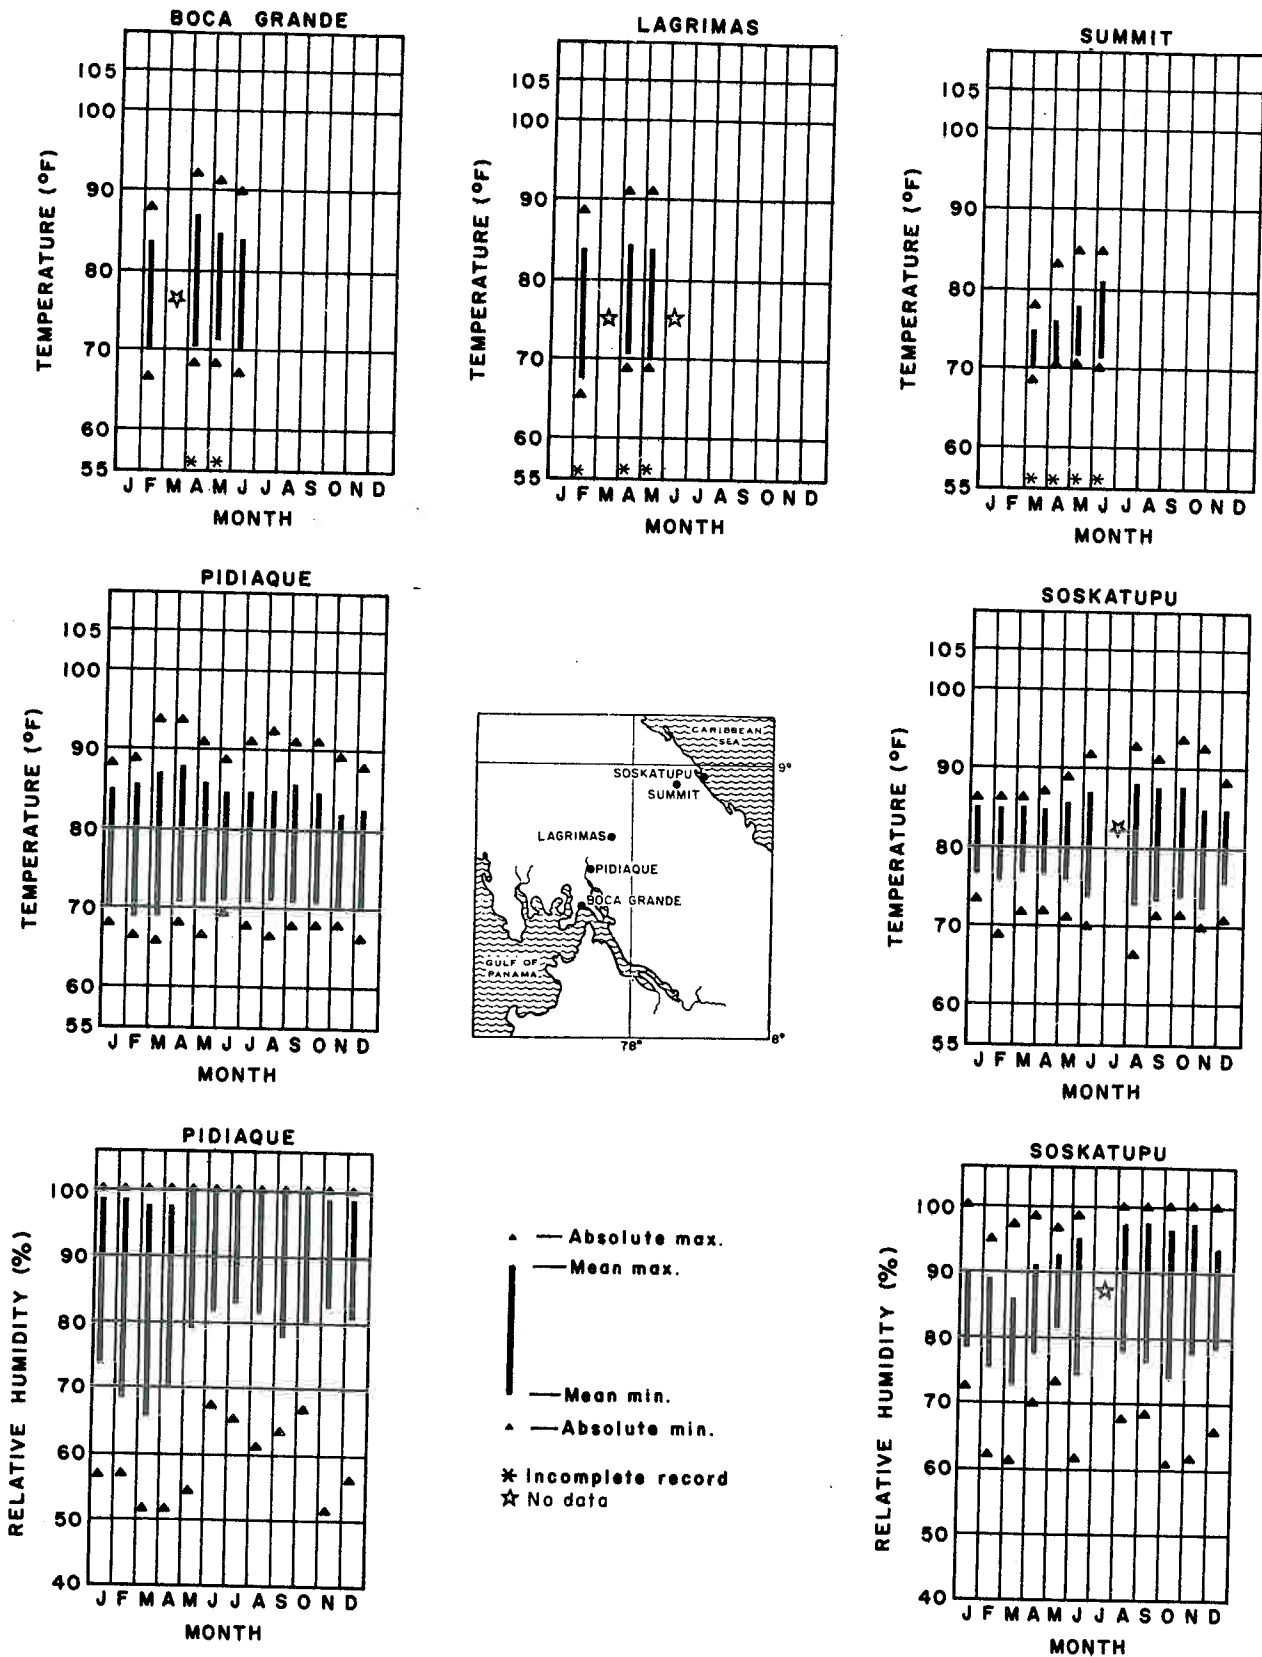 BOCA GRANDE
TEMPERATURE (°F)
105
100
90
80
70
60
55
J F M A M J J A S O N D
MONTH
LAGRIMAS
TEMPERATURE (°F)
105
100
90
80
70
60
55
J F M A M J J A S O N D
MONTH
SUMMIT
TEMPERATURE (°F)
105
100
90
80
70
60
55
J F M A M J J A S O N D
MONTH
PIDIAQUE
TEMPERATURE (°F)
105
100
90
80
70
60
55
J F M A M J J A S O N D
MONTH
CARIBBEAN
SEA
9°
SOSKATUPU
SUMMIT
LAGRIMAS
PIDIAQUE
BOCA GRANDE
GULF OF
PANAMA
78°
8°
SOSKATUPU
TEMPERATURE (°F)
105
100
90
80
70
60
55
J F M A M J J A S O N D
MONTH
PIDIAQUE
RELATIVE HUMIDITY (%)
100
90
80
70
60
50
40
J F M A M J J A S O N D
MONTH
Absolute max.
Mean max.
Mean min.
Absolute min.
* Incomplete record
☆ No data
SOSKATUPU
RELATIVE HUMIDITY (%)
100
90
80
70
60
50
40
J F M A M J J A S O N D
MONTH